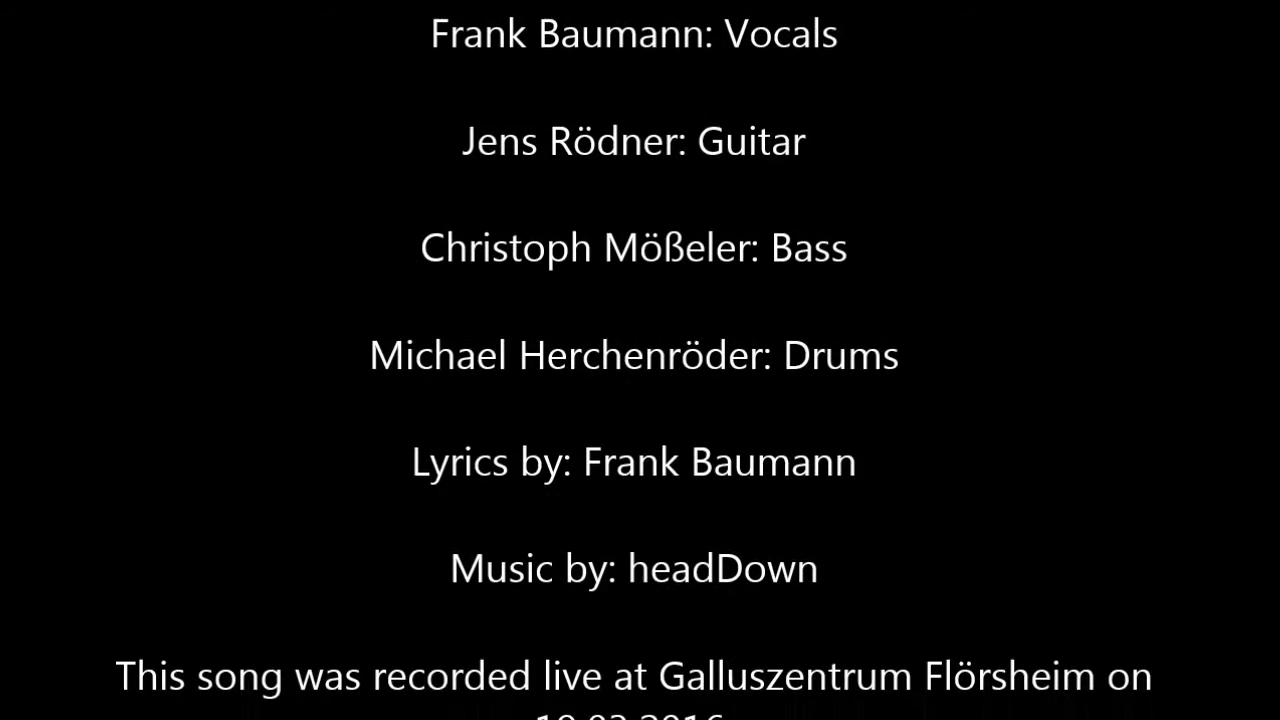 Frank Baumann: Vocals
Jens Rödner: Guitar
Christoph Mößeler: Bass
Michael Herchenröder: Drums
Lyrics by: Frank Baumann
Music by: headDown
This song was recorded live at Galluszentrum Flörsheim on